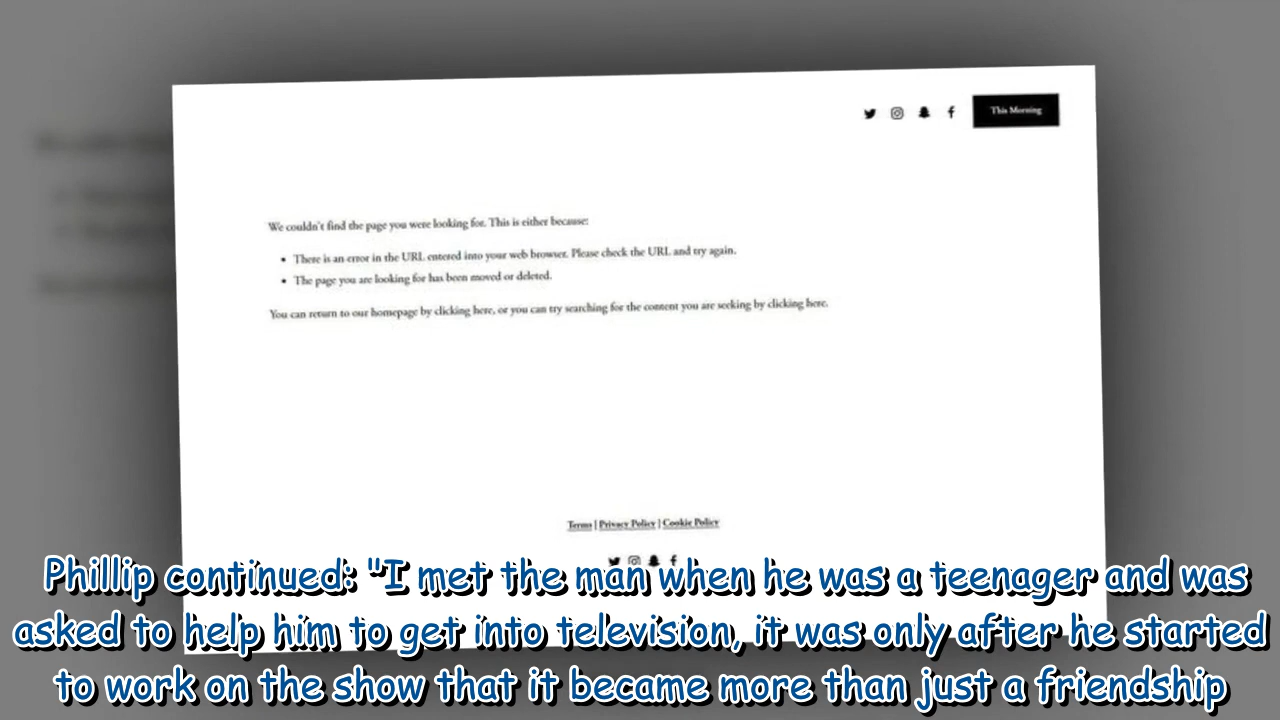 This Morning
We couldn't find the page you were looking for. This is either because:
• There is an error in the URL entered into your web browser. Please check the URL and try again.
• The page you are looking for has been moved or deleted.
You can return to our homepage by clicking here, or you can try searching for the content you are seeking by clicking here.
Terms | Privacy Policy | Cookie Policy
Phillip continued: "I met the man when he was a teenager and was
asked to help him to get into television, it was only after he started
to work on the show that it became more than just a friendship